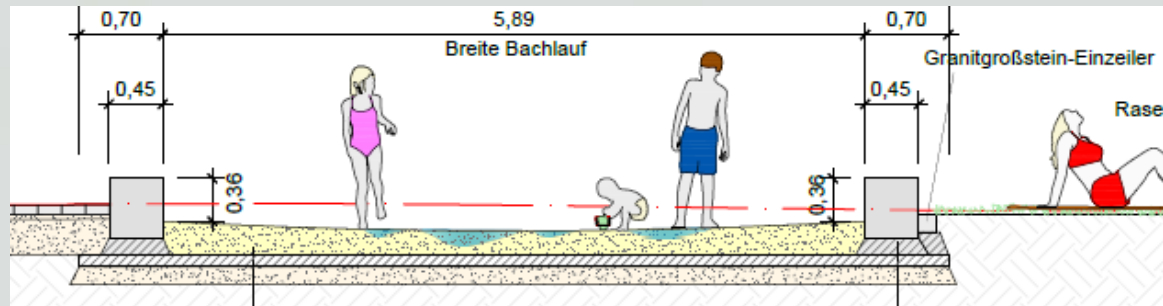 0,70
5,89
0,70
Breite Bachlauf
Granitgroßstein-Einzeiler
0,45
0,45
Rase
0,36
0,36